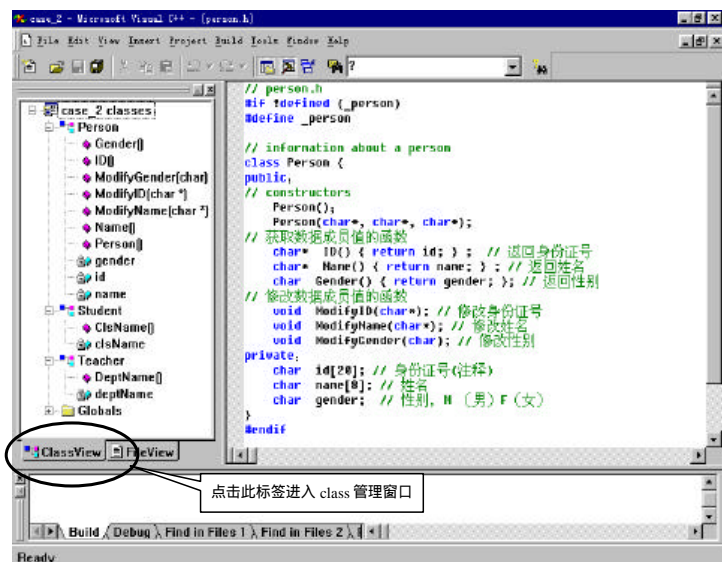 case_2 - Microsoft Visual C++ - [person.h]
File Edit View Insert Project Build Tools Window Help
?
case_2 classes
Person
Gender()
ID()
ModifyGender(char)
ModifyID(char *)
ModifyName(char *)
Name()
Person()
gender
id
name
Student
ClsName()
clsName
Teacher
DeptName()
deptName
Globals
ClassView FileView
// person.h
#if !defined (_person)
#define _person
// information about a person
class Person {
public:
// constructors
Person();
Person(char*, char*, char*);
// 获取数据成员值的函数
char* ID() { return id; } ; // 返回身份证号
char* Name() { return name; } ; // 返回姓名
char Gender() { return gender; }; // 返回性别
// 修改数据成员值的函数
void ModifyID(char*); // 修改身份证号
void ModifyName(char*); // 修改姓名
void ModifyGender(char); // 修改性别
private:
char id[20]; // 身份证号(注释)
char name[8]; // 姓名
char gender; // 性别, M (男) F (女)
}
#endif
点击此标签进入 class 管理窗口
Build Debug Find in Files 1 Find in Files 2
Ready